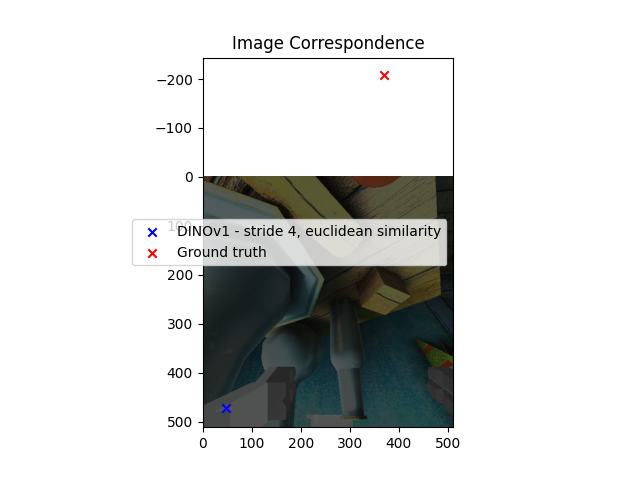 Image Correspondence
−200
−100
0
100
DINOv1 - stride 4, euclidean similarity
Ground truth
200
300
400
500
0 100 200 300 400 500